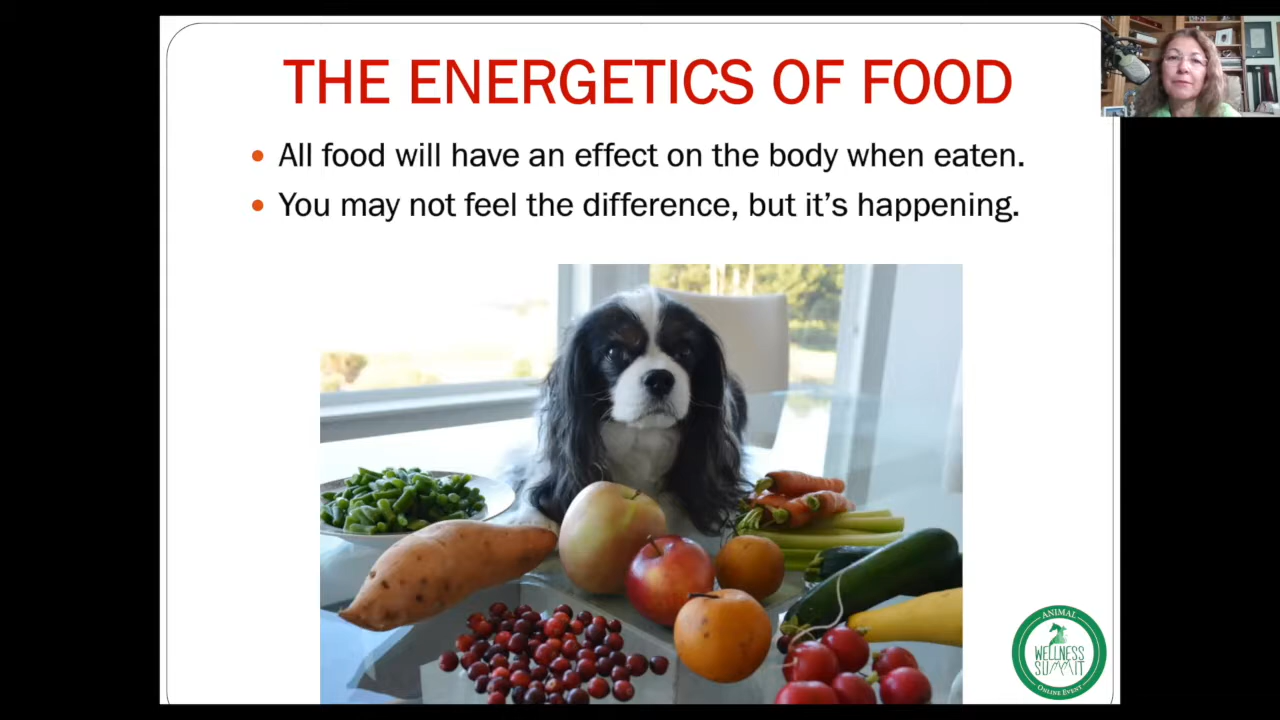 THE ENERGETICS OF FOOD
• All food will have an effect on the body when eaten.
• You may not feel the difference, but it's happening.
ANIMAL
WELLNESS
SUMMIT
ONLINE EVENT